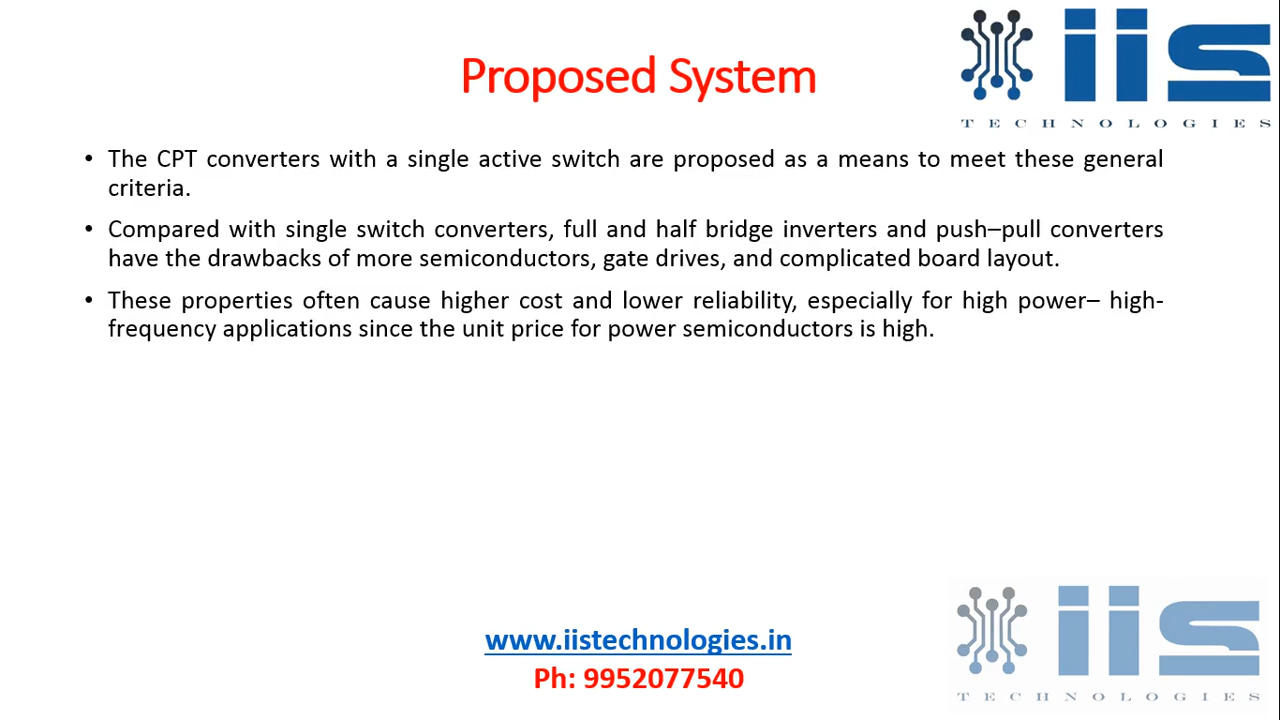 iis
TECHNOLOGIES
Proposed System
• The CPT converters with a single active switch are proposed as a means to meet these general
criteria.
• Compared with single switch converters, full and half bridge inverters and push–pull converters
have the drawbacks of more semiconductors, gate drives, and complicated board layout.
• These properties often cause higher cost and lower reliability, especially for high power– high-
frequency applications since the unit price for power semiconductors is high.
www.iistechnologies.in
Ph: 9952077540
iis
TECHNOLOGIES